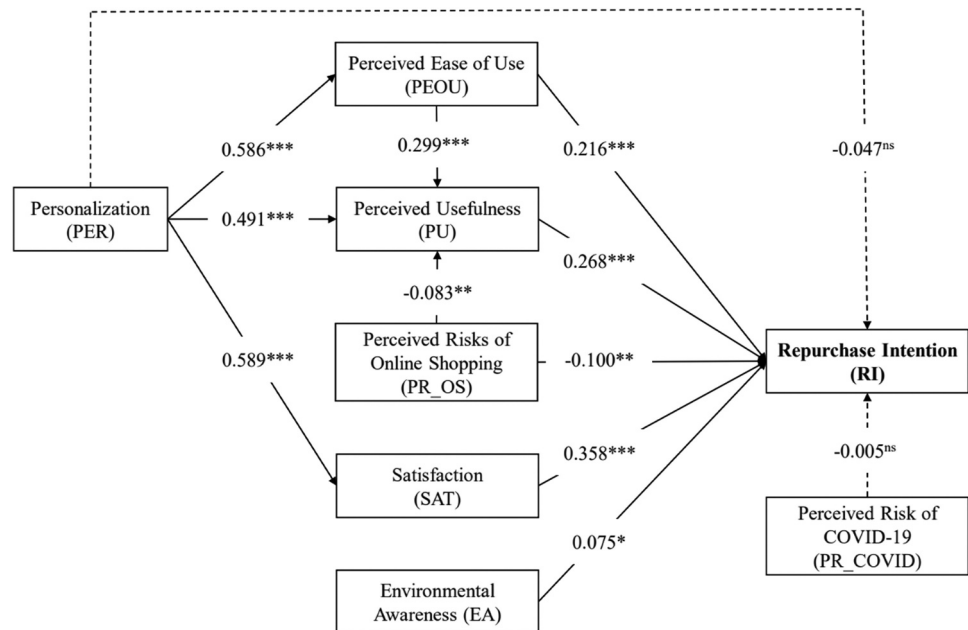 Perceived Ease of Use
(PEOU)
0.586***
0.299***
0.216***
-0.047ns
Personalization
(PER)
0.491***
Perceived Usefulness
(PU)
0.268***
-0.083**
0.589***
Perceived Risks of
Online Shopping
(PR_OS)
-0.100**
Repurchase Intention
(RI)
Satisfaction
(SAT)
0.358***
-0.005ns
0.075*
Perceived Risk of
COVID-19
(PR_COVID)
Environmental
Awareness (EA)